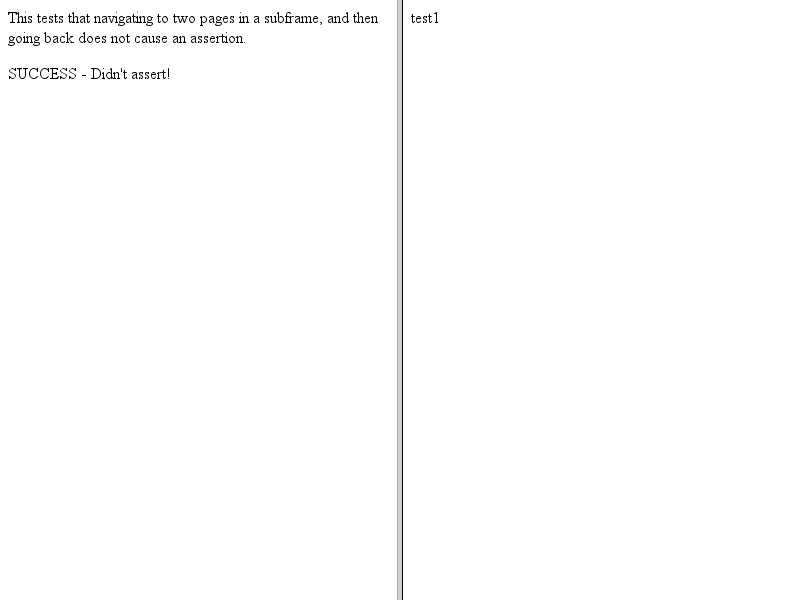 This tests that navigating to two pages in a subframe, and then
going back does not cause an assertion.
SUCCESS - Didn't assert!
test1